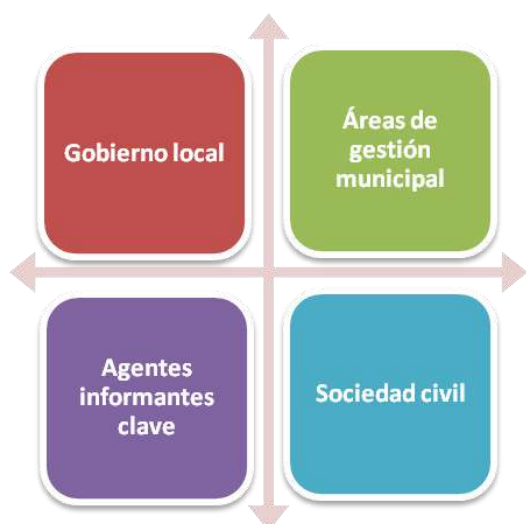 Gobierno local
Áreas de
gestión
municipal
Agentes
informantes
clave
Sociedad civil